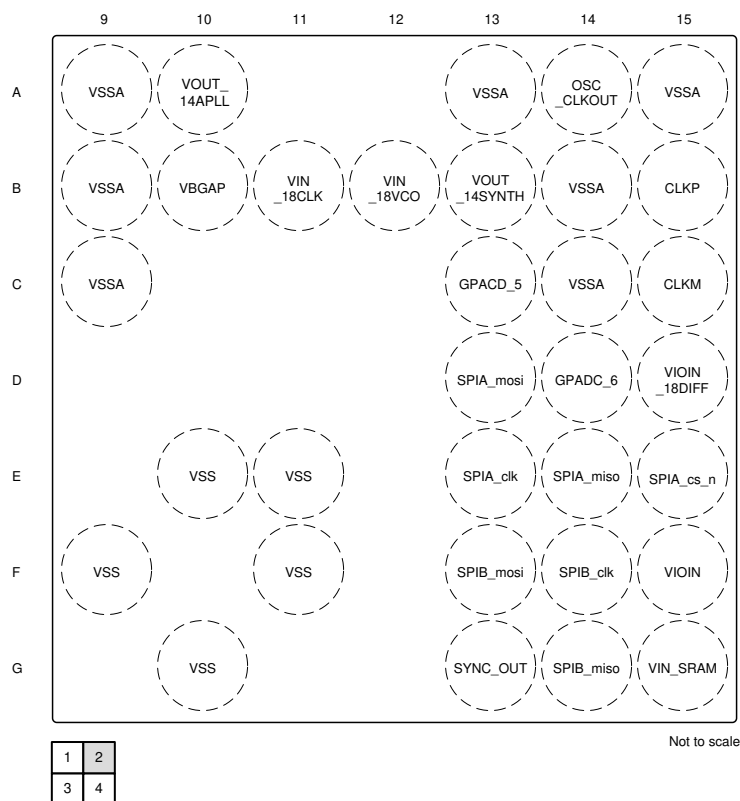 9 10 11 12 13 14 15
A VSSA VOUT_ 14APLL VSSA OSC _CLKOUT VSSA
B VSSA VBGAP VIN _18CLK VIN _18VCO VOUT _14SYNTH VSSA CLKP
C VSSA GPACD_5 VSSA CLKM
D SPIA_mosi GPADC_6 VIOIN _18DIFF
E VSS VSS SPIA_clk SPIA_miso SPIA_cs_n
F VSS VSS SPIB_mosi SPIB_clk VIOIN
G VSS SYNC_OUT SPIB_miso VIN_SRAM
Not to scale
1 2
3 4